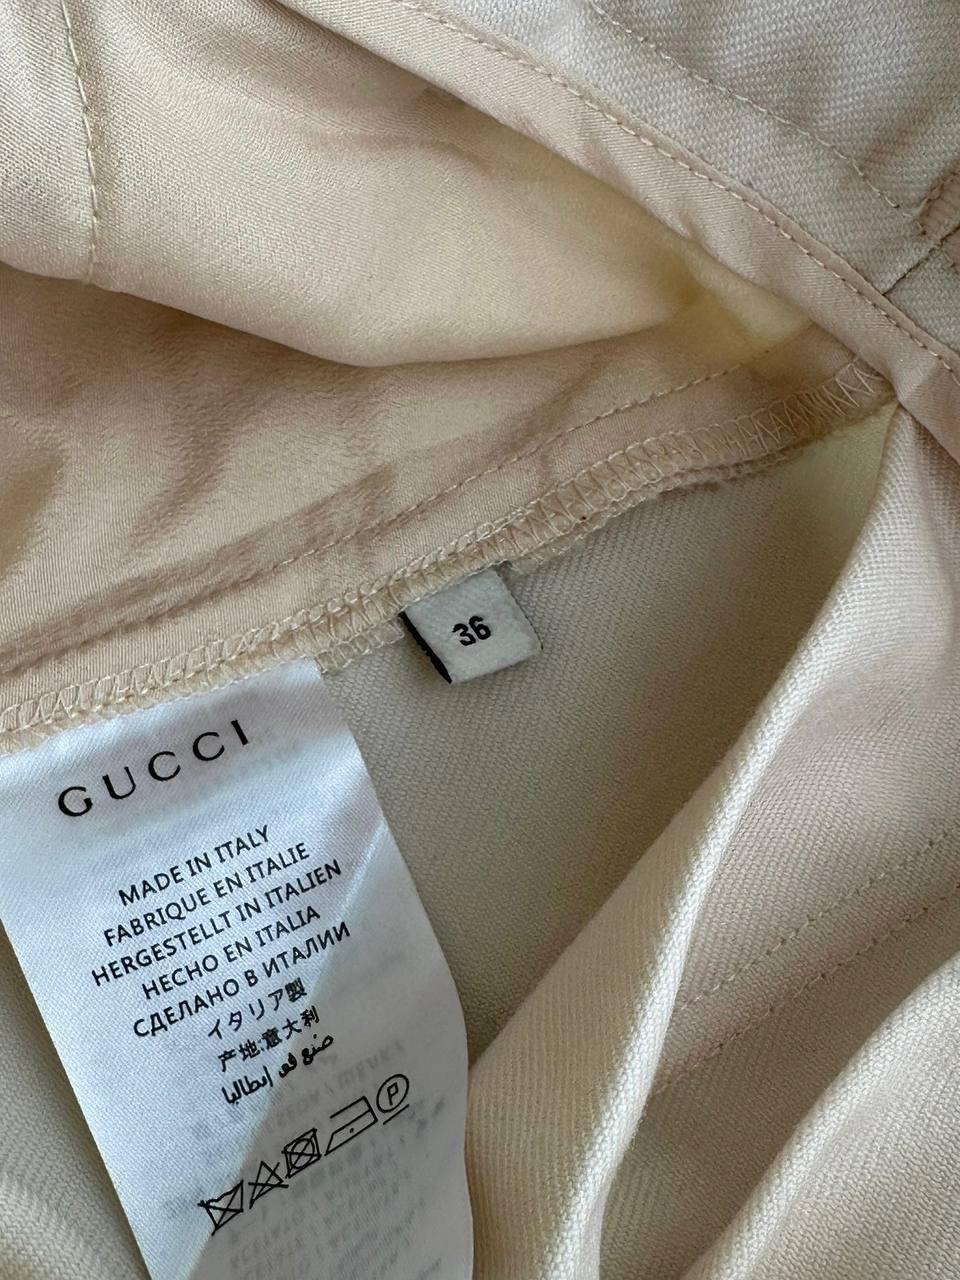 36
GUCCI
MADE IN ITALY
FABRIQUE EN ITALIE
HERGESTELLT IN ITALIEN
HECHO EN ITALIA
СДЕЛАНО В ИТАЛИИ
イタリア製
产地:意大利
صنع في إيطاليا
P